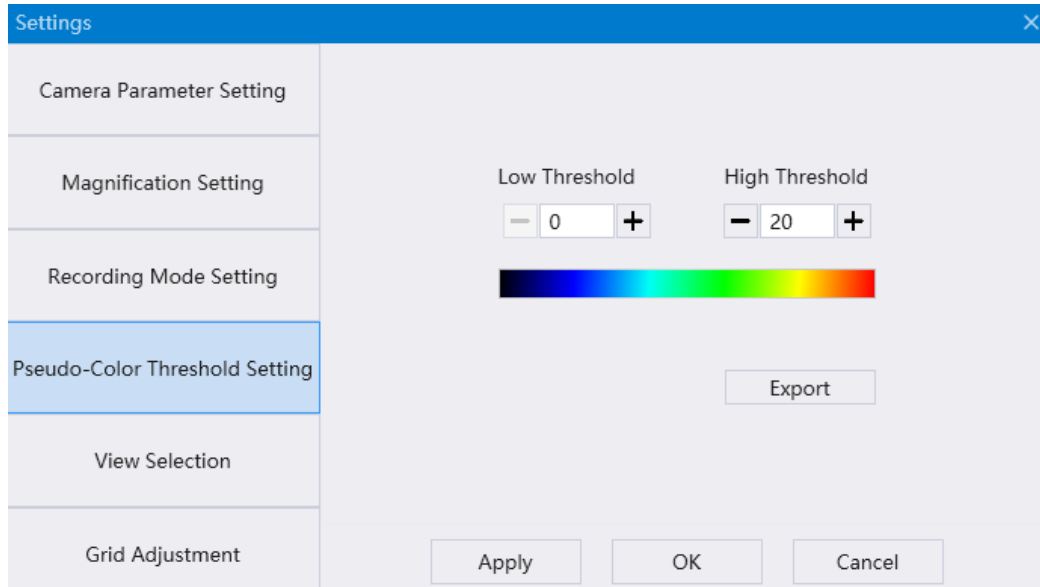 Settings
Camera Parameter Setting
Magnification Setting
Recording Mode Setting
Pseudo-Color Threshold Setting
View Selection
Grid Adjustment
Low Threshold High Threshold
0 20
Export
Apply OK Cancel